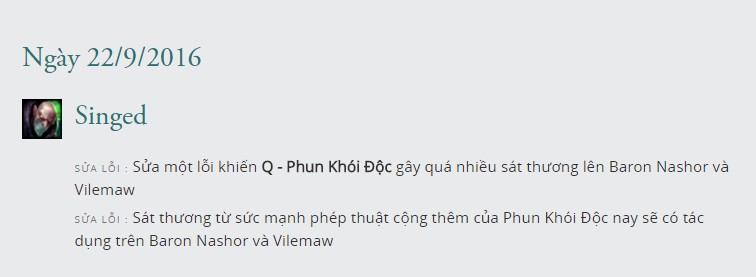 Ngày 22/9/2016
Singed
SỬA LỖI : Sửa một lỗi khiến Q - Phun Khói Độc gây quá nhiều sát thương lên Baron Nashor và
Vilemaw
SỬA LỖI : Sát thương từ sức mạnh phép thuật cộng thêm của Phun Khói Độc nay sẽ có tác
dụng trên Baron Nashor và Vilemaw